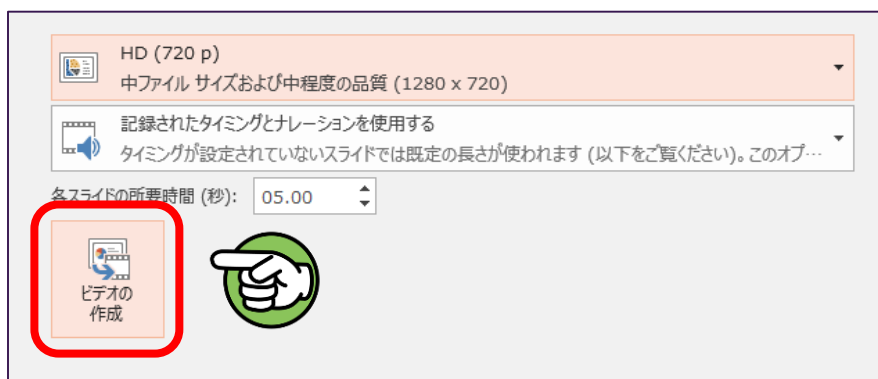 HD (720 p)
中ファイル サイズおよび中程度の品質 (1280 x 720)
記録されたタイミングとナレーションを使用する
タイミングが設定されていないスライドでは既定の長さが使われます (以下をご覧ください)。このオプ…
各スライドの所要時間 (秒): 05.00
ビデオの
作成